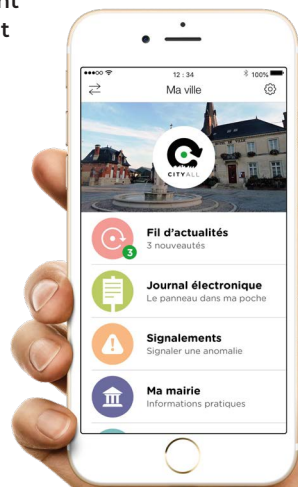 nt
t
12 : 34
100%
Ma ville
CITYALL
Fil d'actualités
3 nouveautés
3
Journal électronique
Le panneau dans ma poche
Signalements
Signaler une anomalie
Ma mairie
Informations pratiques